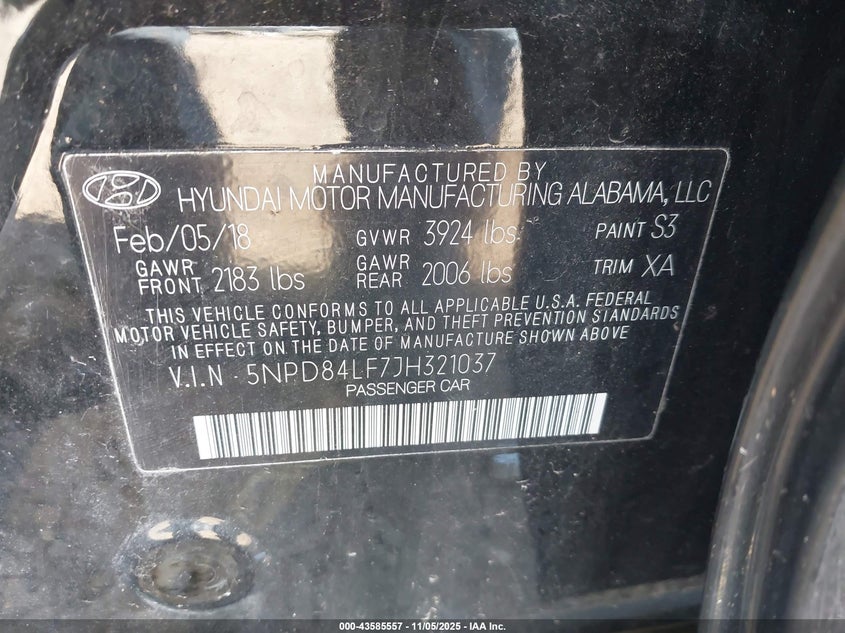 MANUFACTURED BY
HYUNDAI MOTOR MANUFACTURING ALABAMA, LLC
Feb/05/18 GVWR 3924 lbs. PAINT S3
GAWR FRONT 2183 lbs GAWR REAR 2006 lbs TRIM XA
THIS VEHICLE CONFORMS TO ALL APPLICABLE U.S.A. FEDERAL
MOTOR VEHICLE SAFETY, BUMPER, AND THEFT PREVENTION STANDARDS
IN EFFECT ON THE DATE OF MANUFACTURE SHOWN ABOVE
V.I.N - 5NPD84LF7JH321037
PASSENGER CAR
000-43585557 - 11/05/2025 - IAA Inc.